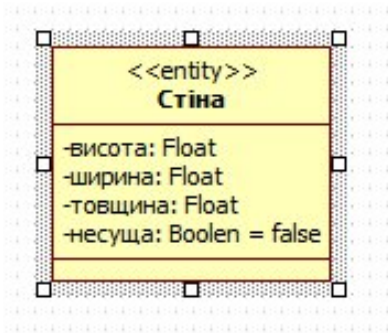 <<entity>>
Стіна
-висота: Float
-ширина: Float
-товщина: Float
-несуща: Boolen = false